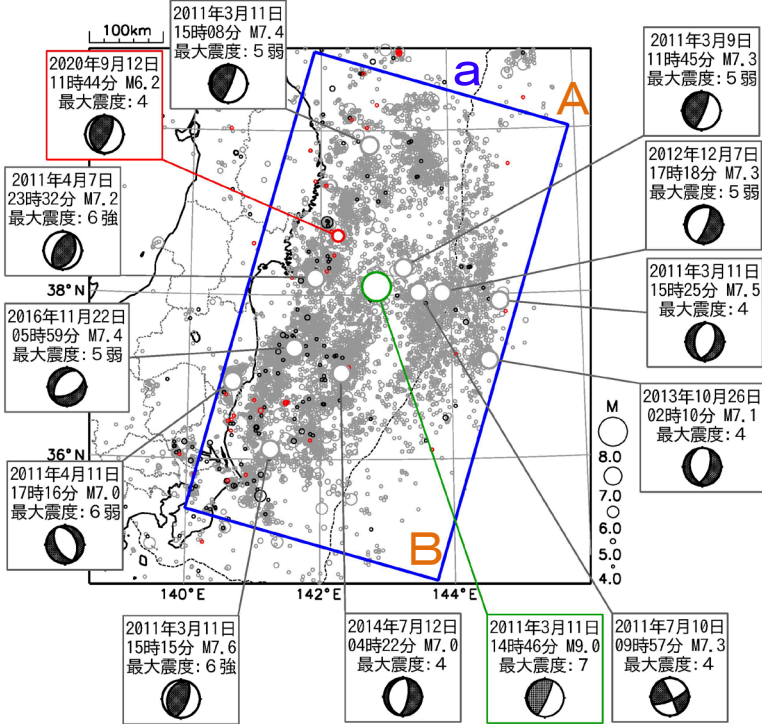 100km
2011年3月11日
15時08分 M7.4
最大震度:5弱
2020年9月12日
11時44分 M6.2
最大震度:4
2011年3月9日
11時45分 M7.3
最大震度:5弱
a
A
2011年4月7日
23時32分 M7.2
最大震度:6強
2012年12月7日
17時18分 M7.3
最大震度:5弱
38°N
2011年3月11日
15時25分 M7.5
最大震度:4
2016年11月22日
05時59分 M7.4
最大震度:5弱
2013年10月26日
02時10分 M7.1
最大震度:4
M
8.0
7.0
6.0
5.0
4.0
36°N
2011年4月11日
17時16分 M7.0
最大震度:6弱
B
140°E
142°E
144°E
2011年3月11日
15時15分 M7.6
最大震度:6強
2014年7月12日
04時22分 M7.0
最大震度:4
2011年3月11日
14時46分 M9.0
最大震度:7
2011年7月10日
09時57分 M7.3
最大震度:4